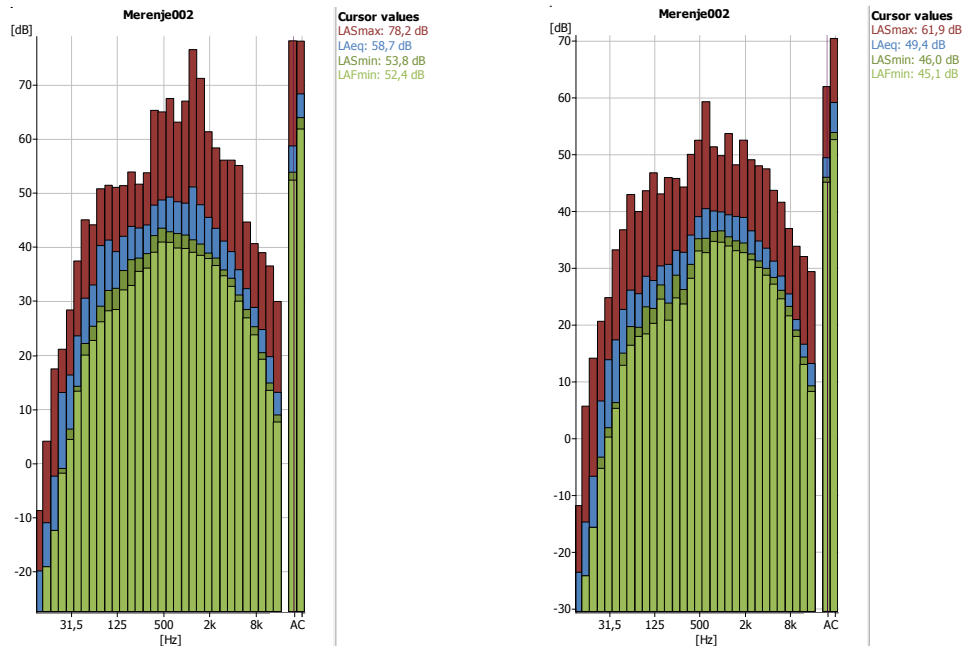 Merenje002
[dB]
70
60
50
40
30
20
10
0
-10
-20
31,5 125 500 2k 8k AC
[Hz]
Cursor values
LASmax: 78,2 dB
LAeq: 58,7 dB
LASmin: 53,8 dB
LAFmin: 52,4 dB
Merenje002
[dB]
70
60
50
40
30
20
10
0
-10
-20
-30
31,5 125 500 2k 8k AC
[Hz]
Cursor values
LASmax: 61,9 dB
LAeq: 49,4 dB
LASmin: 46,0 dB
LAFmin: 45,1 dB